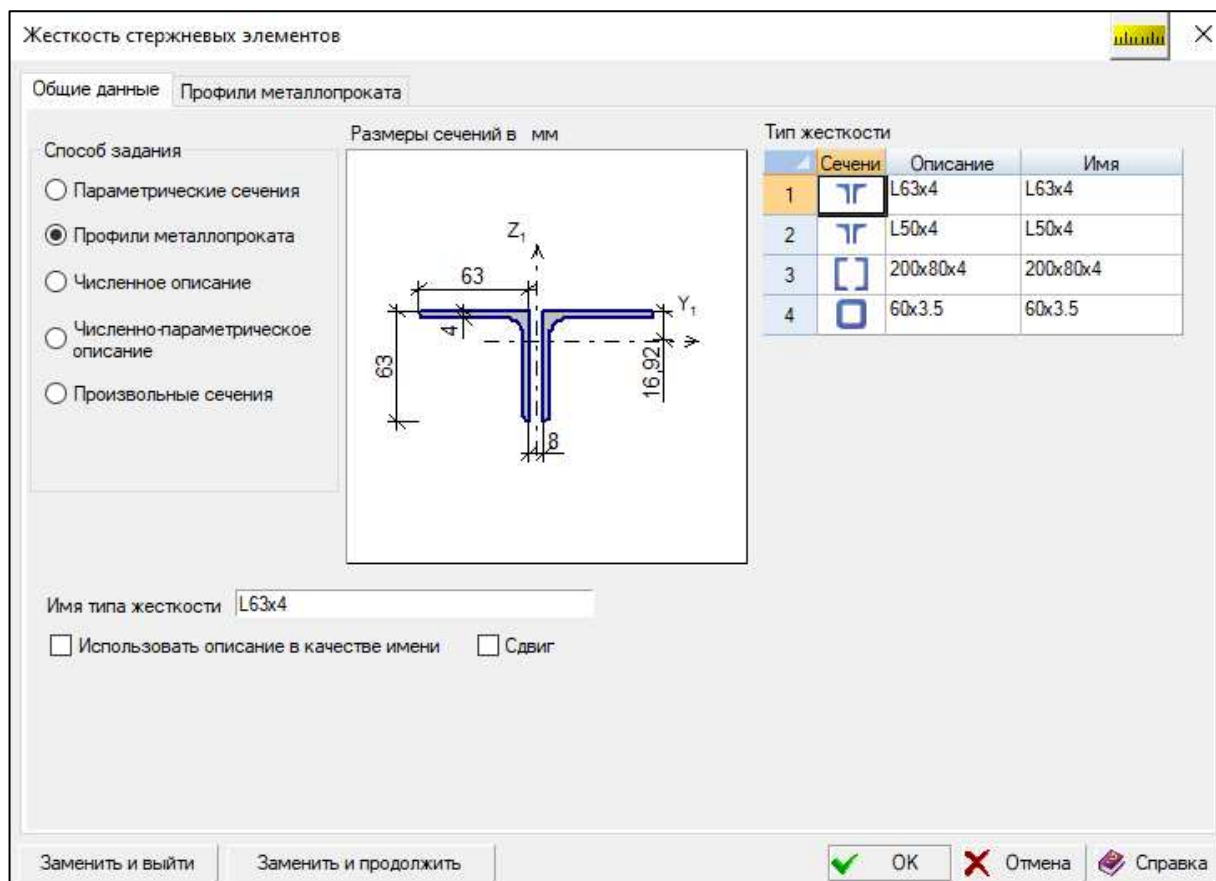 Жесткость стержневых элементов
Общие данные
Профили металлопроката
Способ задания
Параметрические сечения
Профили металлопроката
Численное описание
Численно-параметрическое
описание
Произвольные сечения
Размеры сечений в мм
Z1
63
Y1
4
63
16,92
8
Тип жесткости
Сечени Описание Имя
1 L63x4 L63x4
2 L50x4 L50x4
3 200x80x4 200x80x4
4 60x3.5 60x3.5
Имя типа жесткости L63x4
Использовать описание в качестве имени Сдвиг
Заменить и выйти Заменить и продолжить OK Отмена Справка